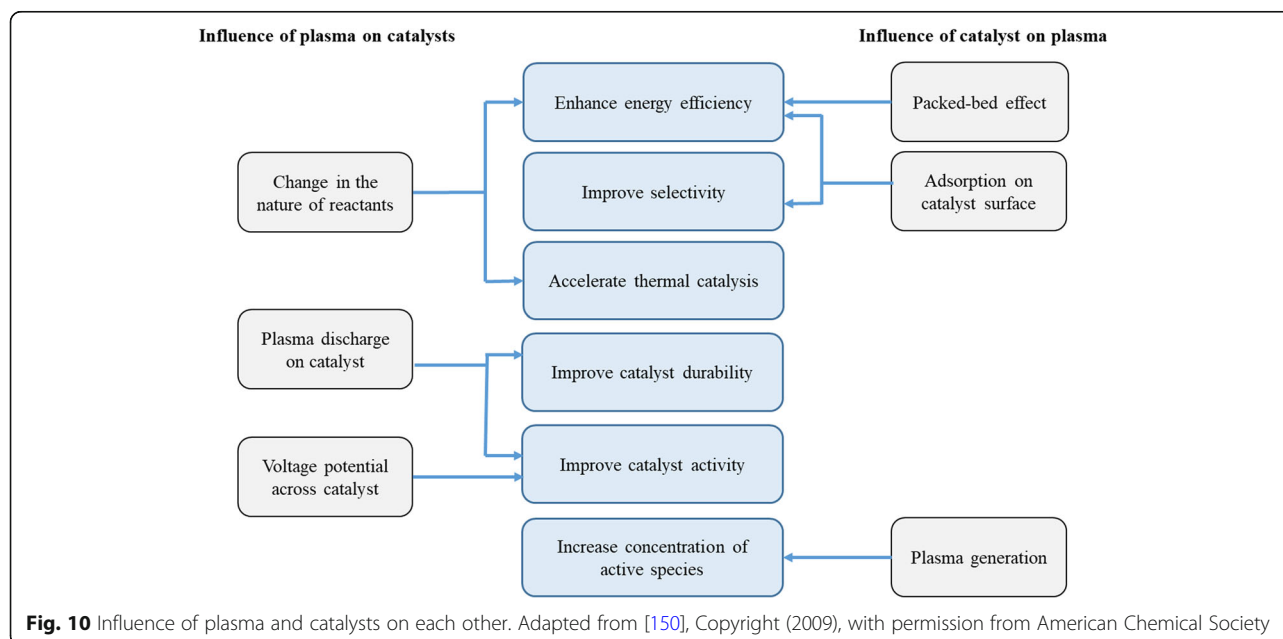 Influence of plasma on catalysts
Influence of catalyst on plasma
Enhance energy efficiency
Packed-bed effect
Change in the
nature of reactants
Improve selectivity
Adsorption on
catalyst surface
Accelerate thermal catalysis
Plasma discharge
on catalyst
Improve catalyst durability
Voltage potential
across catalyst
Improve catalyst activity
Increase concentration of
active species
Plasma generation
Fig. 10 Influence of plasma and catalysts on each other. Adapted from [150], Copyright (2009), with permission from American Chemical Society